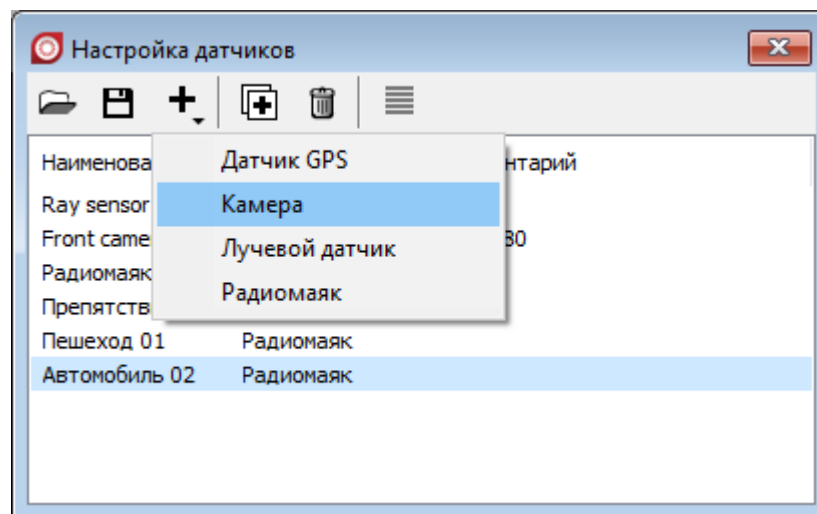 Настройка датчиков
Датчик GPS
Камера
Лучевой датчик
Радиомаяк
Наименова нтарий
Ray sensor
Front came 80
Радиомаяк
Препятств
Пешеход 01 Радиомаяк
Автомобиль 02 Радиомаяк